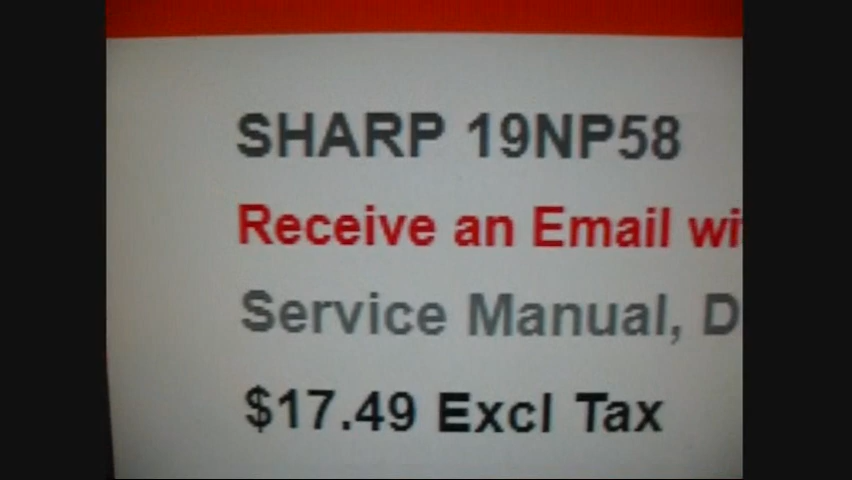 SHARP 19NP58
Receive an Email wi
Service Manual, D
$17.49 Excl Tax